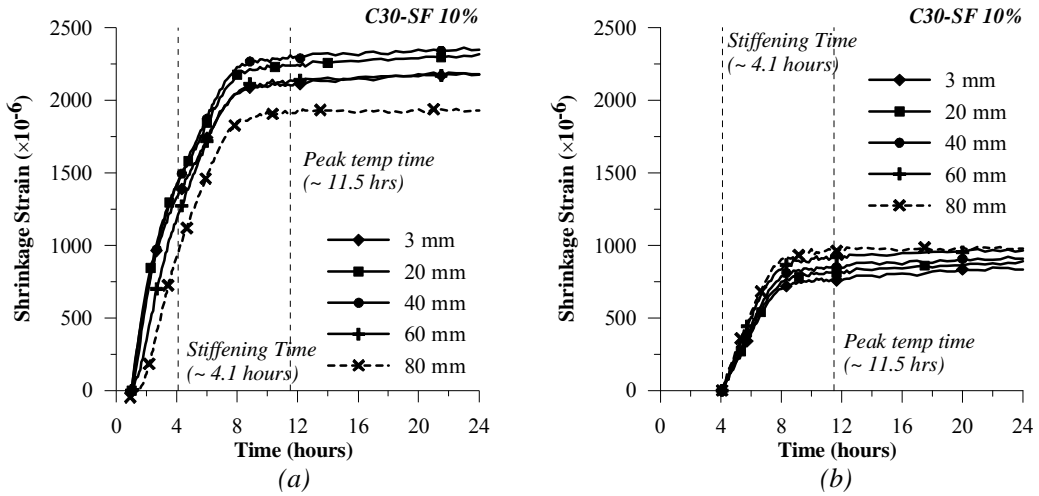 C30-SF 10%
2500
2000
1500
1000
500
0
Shrinkage Strain (×10⁻⁶)
Stiffening Time
(~ 4.1 hours)
Peak temp time
(~ 11.5 hrs)
3 mm
20 mm
40 mm
60 mm
80 mm
0 4 8 12 16 20 24
Time (hours)
(a)
C30-SF 10%
2500
2000
1500
1000
500
0
Shrinkage Strain (×10⁻⁶)
Stiffening Time
(~ 4.1 hours)
3 mm
20 mm
40 mm
60 mm
80 mm
Peak temp time
(~ 11.5 hrs)
0 4 8 12 16 20 24
Time (hours)
(b)